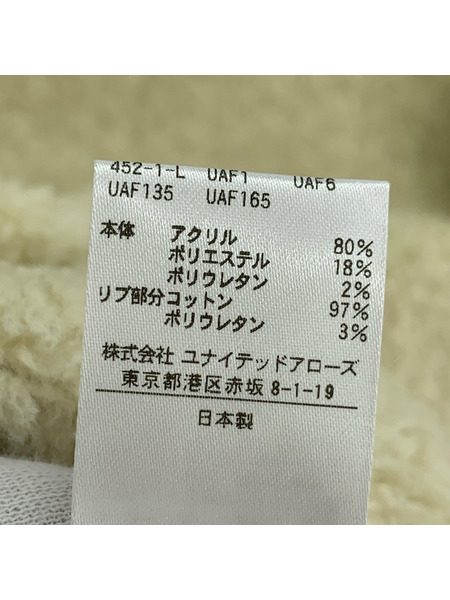 452-1-L UAF1 UAF6
UAF135 UAF165
本体 アクリル 80%
ポリエステル 18%
ポリウレタン 2%
リブ部分コットン 97%
ポリウレタン 3%
株式会社 ユナイテッドアローズ
東京都港区赤坂 8-1-19
日本製